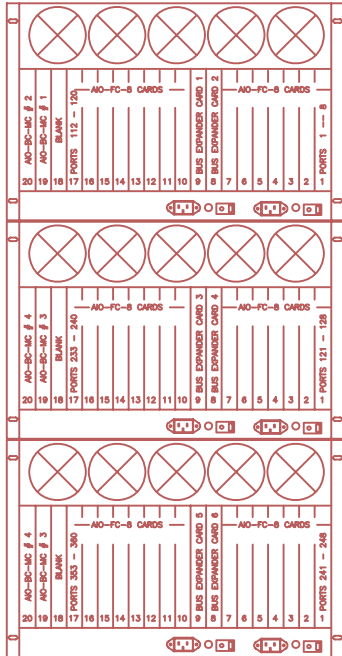 AIO-BC-MC # 2
AIO-BC-MC # 1
BLANK
PORTS 112 - 120
AIO-FC-8 CARDS
BUS EXPANDER CARD 1
BUS EXPANDER CARD 2
AIO-FC-8 CARDS
PORTS 1 -- 8
20 19 18 17 16 15 14 13 12 11 10 9 8 7 6 5 4 3 2 1
AIO-BC-MC # 4
AIO-BC-MC # 3
BLANK
PORTS 233 - 240
AIO-FC-8 CARDS
BUS EXPANDER CARD 3
BUS EXPANDER CARD 4
AIO-FC-8 CARDS
PORTS 121 - 128
20 19 18 17 16 15 14 13 12 11 10 9 8 7 6 5 4 3 2 1
AIO-BC-MC # 4
AIO-BC-MC # 3
BLANK
PORTS 353 - 360
AIO-FC-8 CARDS
BUS EXPANDER CARD 5
BUS EXPANDER CARD 6
AIO-FC-8 CARDS
PORTS 241 - 248
20 19 18 17 16 15 14 13 12 11 10 9 8 7 6 5 4 3 2 1